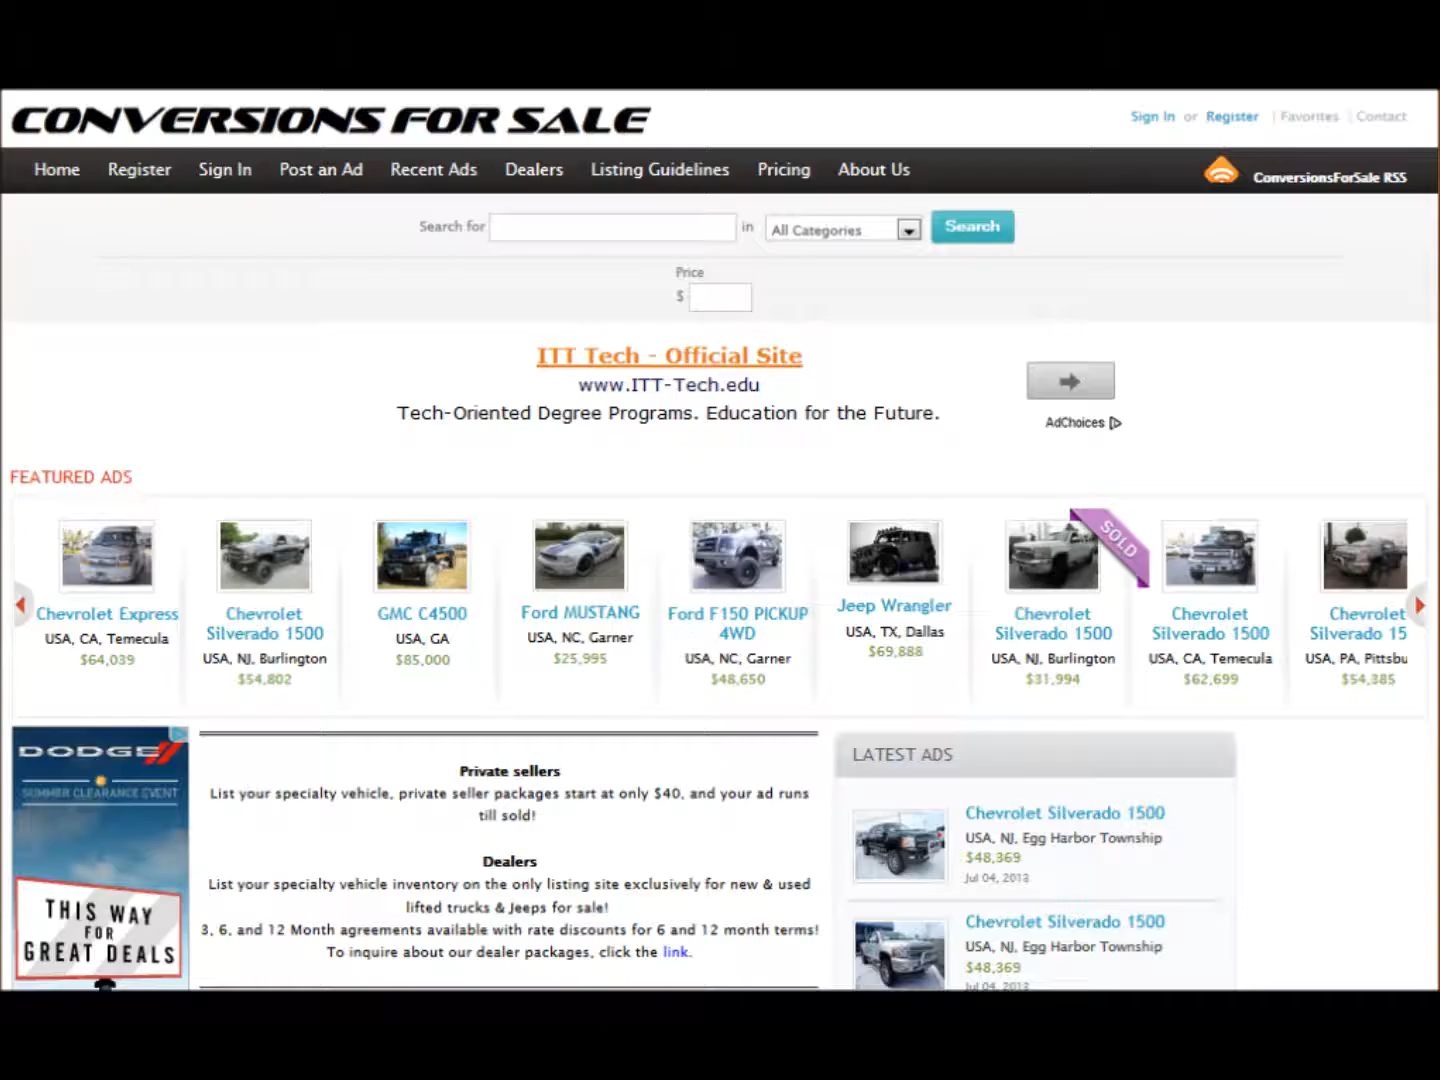 CONVERSIONS FOR SALE
Sign In or Register | Favorites | Contact
Home Register Sign In Post an Ad Recent Ads Dealers Listing Guidelines Pricing About Us
ConversionsForSale RSS
Search for in All Categories Search
Price
$
ITT Tech - Official Site
www.ITT-Tech.edu
Tech-Oriented Degree Programs. Education for the Future.
AdChoices
FEATURED ADS
Chevrolet Express
USA, CA, Temecula
$64,039
Chevrolet
Silverado 1500
USA, NJ, Burlington
$54,802
GMC C4500
USA, GA
$85,000
Ford MUSTANG
USA, NC, Garner
$25,995
Ford F150 PICKUP
4WD
USA, NC, Garner
$48,650
Jeep Wrangler
USA, TX, Dallas
$69,888
SOLD
Chevrolet
Silverado 1500
USA, NJ, Burlington
$31,994
Chevrolet
Silverado 1500
USA, CA, Temecula
$62,699
Chevrolet
Silverado 15
USA, PA, Pittsbu
$54,385
DODGE
SUMMER CLEARANCE EVENT
THIS WAY
FOR
GREAT DEALS
Private sellers
List your specialty vehicle, private seller packages start at only $40, and your ad runs
till sold!
Dealers
List your specialty vehicle inventory on the only listing site exclusively for new & used
lifted trucks & Jeeps for sale!
3, 6, and 12 Month agreements available with rate discounts for 6 and 12 month terms!
To inquire about our dealer packages, click the link.
LATEST ADS
Chevrolet Silverado 1500
USA, NJ, Egg Harbor Township
$48,369
Jul 04, 2013
Chevrolet Silverado 1500
USA, NJ, Egg Harbor Township
$48,369
Jul 04, 2013